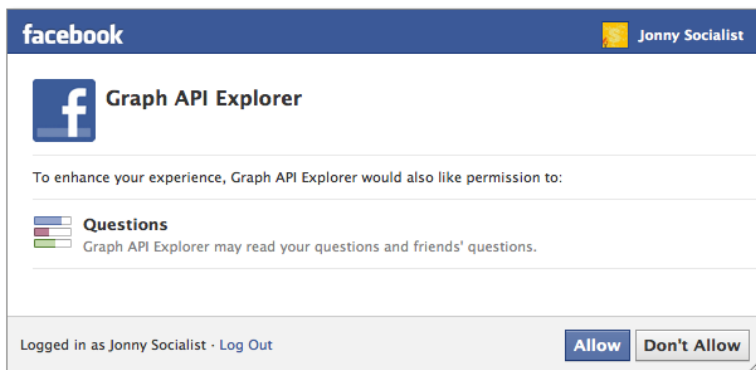 facebook
Jonny Socialist
Graph API Explorer
To enhance your experience, Graph API Explorer would also like permission to:
Questions
Graph API Explorer may read your questions and friends' questions.
Logged in as Jonny Socialist · Log Out
Allow
Don't Allow